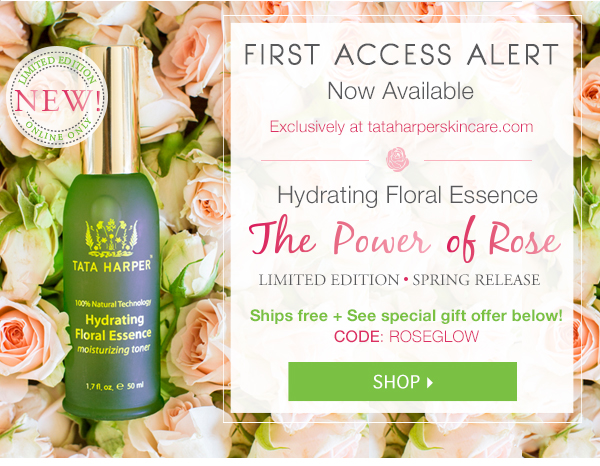 LIMITED EDITION
NEW!
ONLINE ONLY
TATA HARPER
100% Natural Technology
Hydrating
Floral Essence
moisturizing toner
1.7 fl. oz. e 50 ml
FIRST ACCESS ALERT
Now Available
Exclusively at tataharperskincare.com
Hydrating Floral Essence
The Power of Rose
LIMITED EDITION • SPRING RELEASE
Ships free + See special gift offer below!
CODE: ROSEGLOW
SHOP